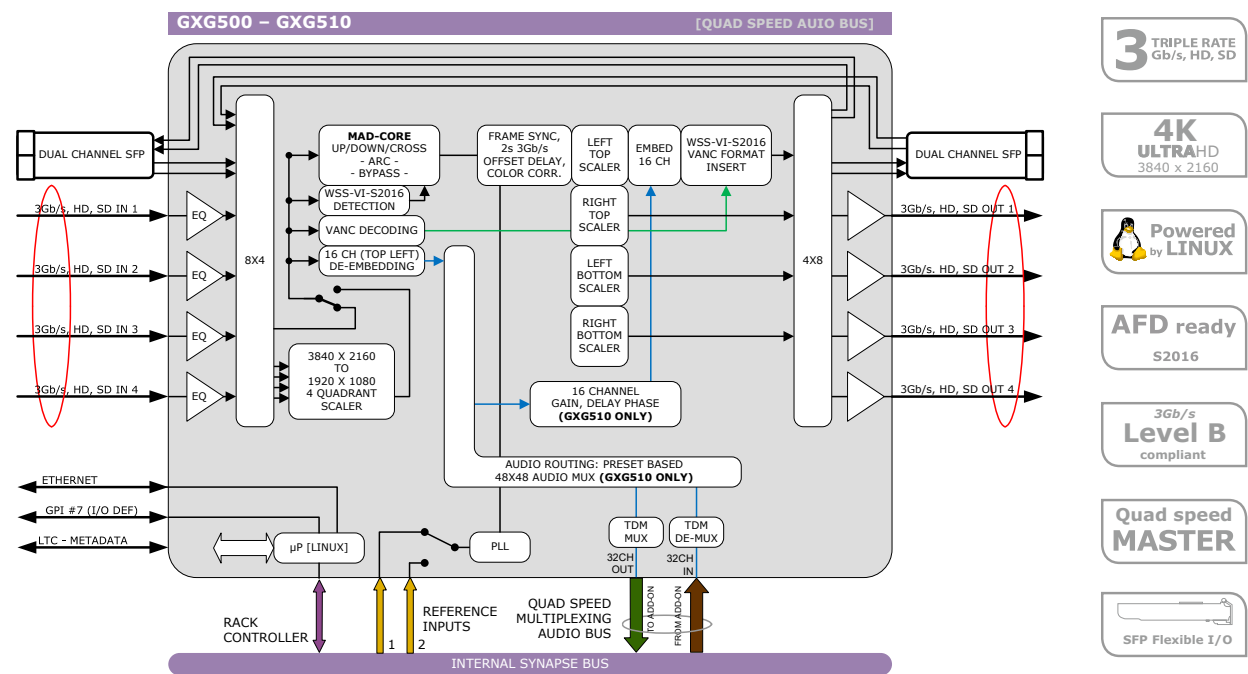 GXG500 – GXG510
[QUAD SPEED AUIO BUS]
DUAL CHANNEL SFP
3Gb/s, HD, SD IN 1
3Gb/s, HD, SD IN 2
3Gb/s, HD, SD IN 3
3Gb/s, HD, SD IN 4
EQ
EQ
EQ
EQ
8X4
MAD-CORE
UP/DOWN/CROSS
- ARC -
- BYPASS -
WSS-VI-S2016
DETECTION
VANC DECODING
16 CH (TOP LEFT)
DE-EMBEDDING
3840 X 2160
TO
1920 X 1080
4 QUADRANT
SCALER
FRAME SYNC,
2s 3Gb/s
OFFSET DELAY,
COLOR CORR.
LEFT
TOP
SCALER
EMBED
16 CH
WSS-VI-S2016
VANC FORMAT
INSERT
RIGHT
TOP
SCALER
LEFT
BOTTOM
SCALER
RIGHT
BOTTOM
SCALER
16 CHANNEL
GAIN, DELAY PHASE
(GXG510 ONLY)
AUDIO ROUTING: PRESET BASED
48X48 AUDIO MUX (GXG510 ONLY)
4X8
DUAL CHANNEL SFP
3Gb/s, HD, SD OUT 1
3Gb/s. HD, SD OUT 2
3Gb/s, HD, SD OUT 3
3Gb/s, HD, SD OUT 4
ETHERNET
GPI #7 (I/O DEF)
LTC - METADATA
µP [LINUX]
PLL
TDM
MUX
TDM
DE-MUX
32CH
OUT
32CH
IN
RACK
CONTROLLER
1
2
REFERENCE
INPUTS
QUAD SPEED
MULTIPLEXING
AUDIO BUS
TO ADD-ON
FROM ADD-ON
INTERNAL SYNAPSE BUS
3 TRIPLE RATE
Gb/s, HD, SD
4K
ULTRAHD
3840 x 2160
Powered
by LINUX
AFD ready
S2016
3Gb/s
Level B
compliant
Quad speed
MASTER
SFP Flexible I/O